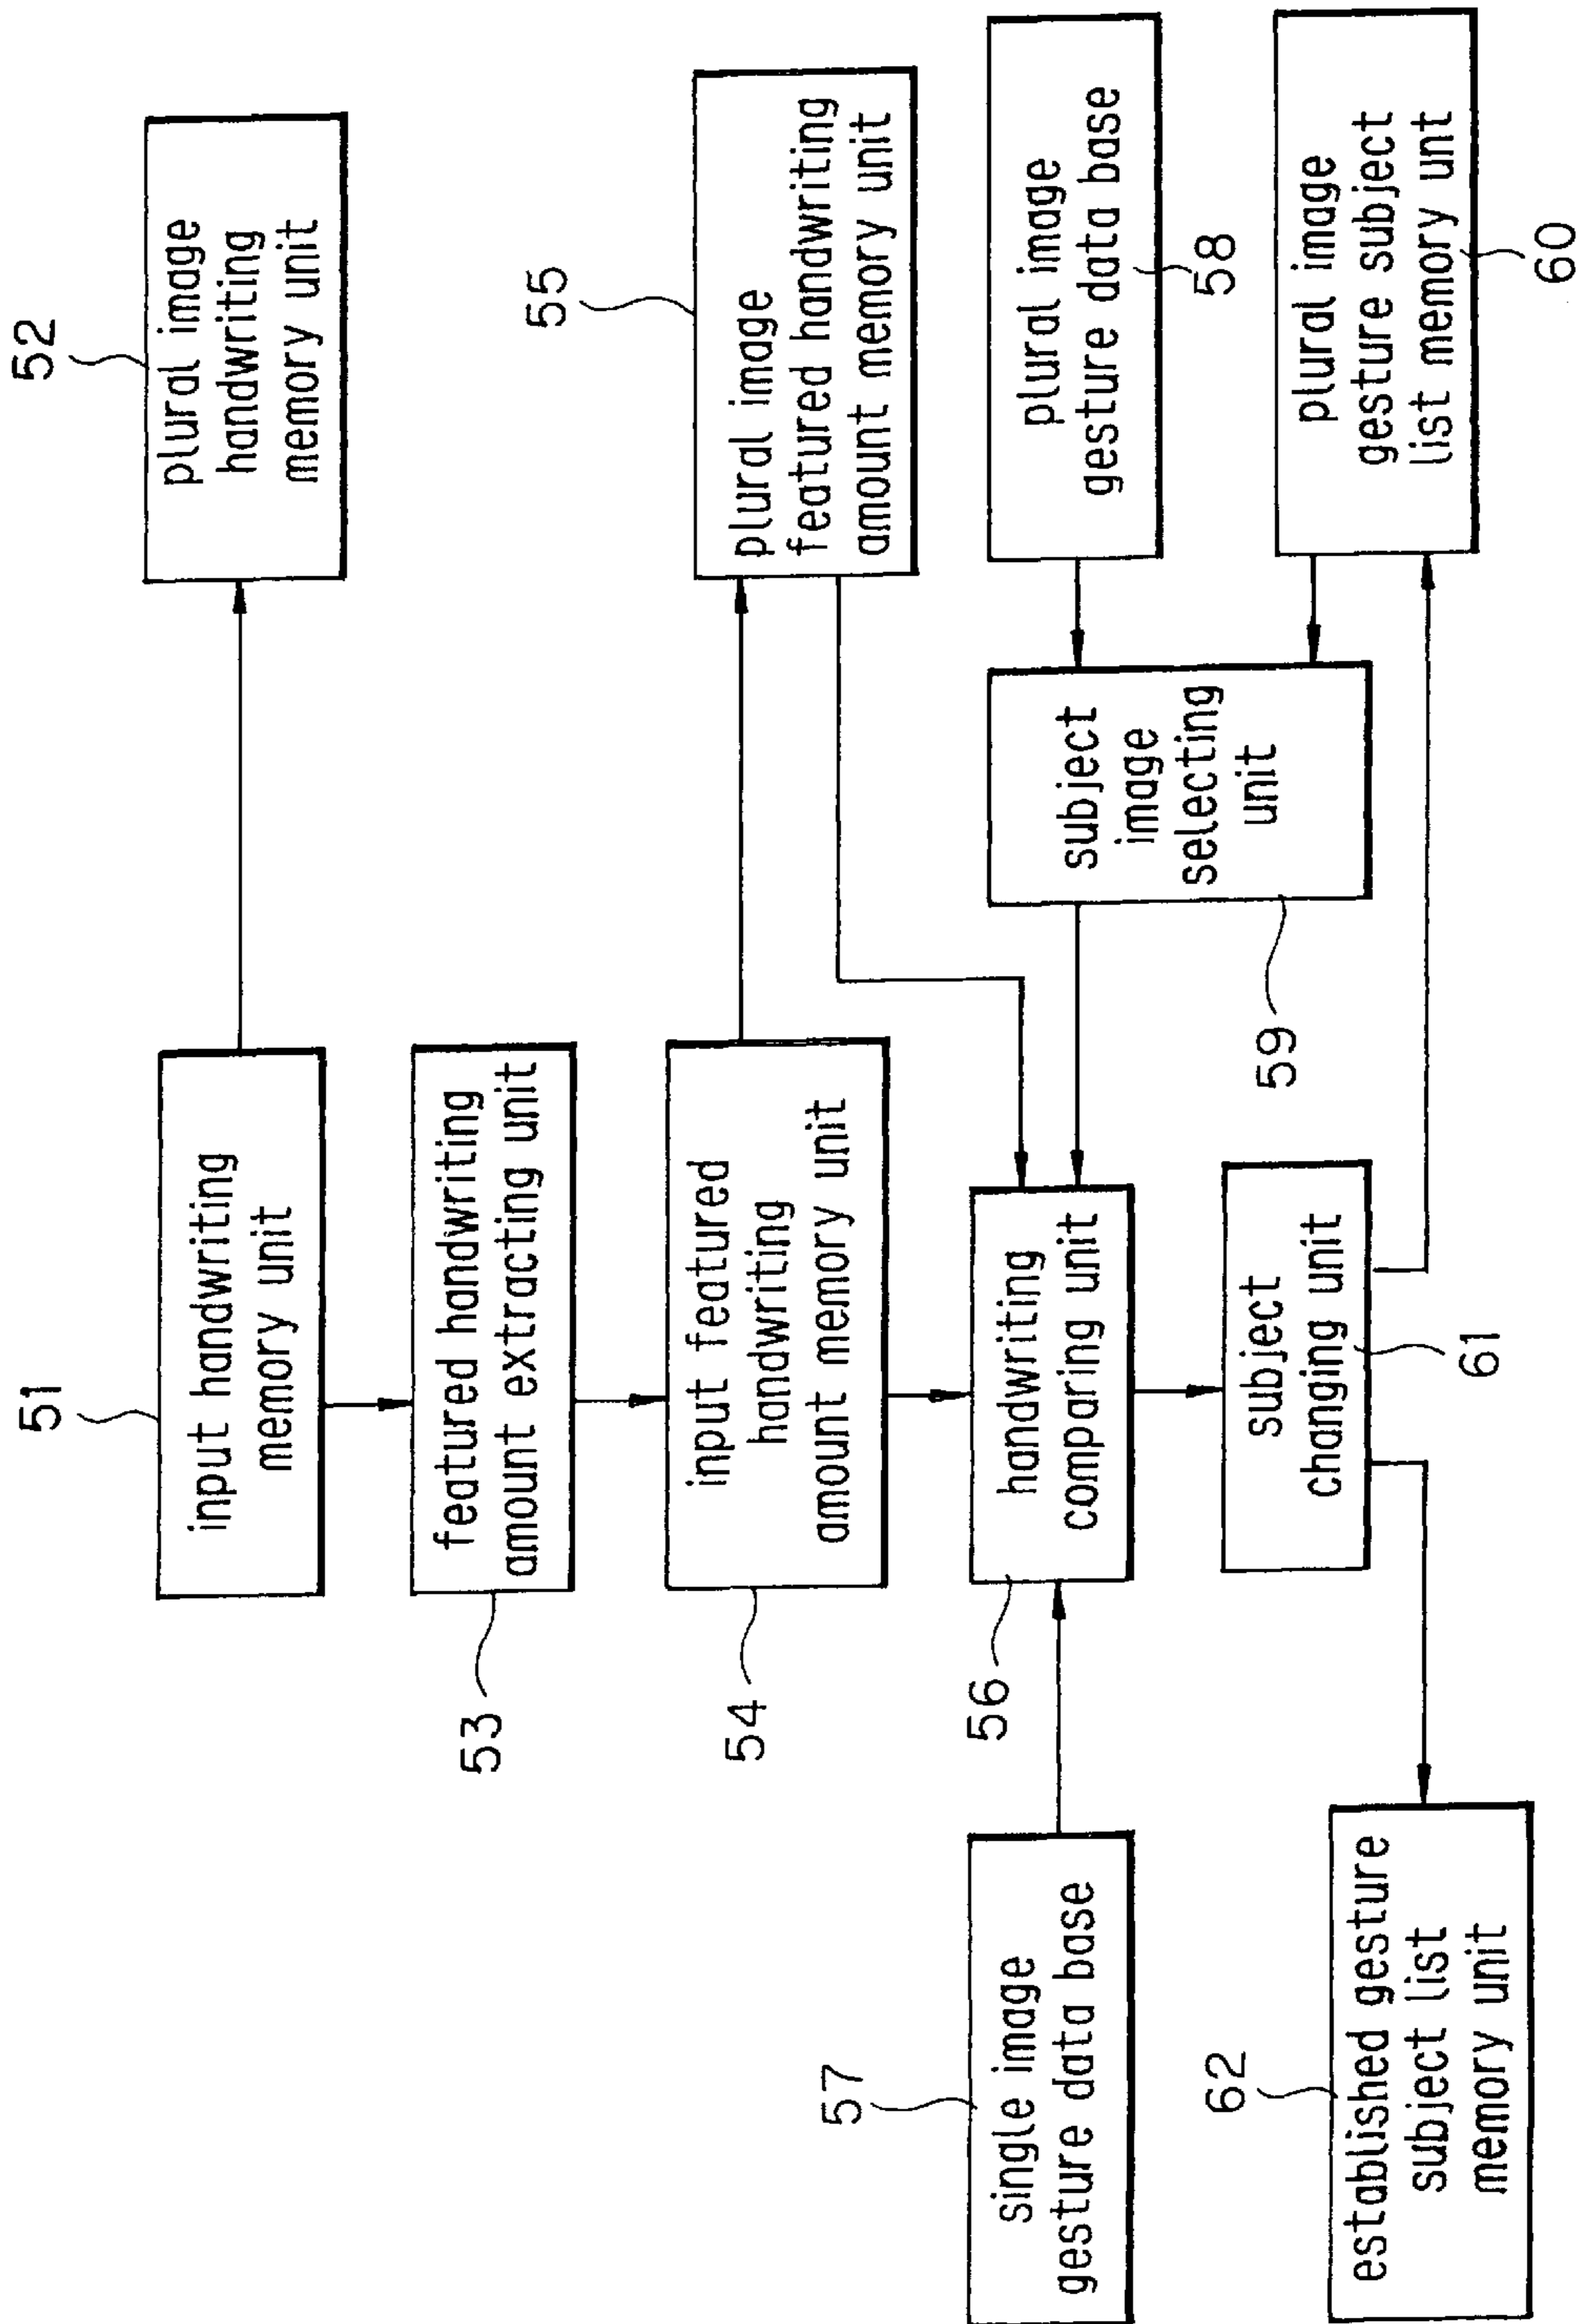 51
input handwriting
memory unit
52
plural image
handwriting
memory unit
53
featured handwriting
amount extracting unit
54
input featured
handwriting
amount memory unit
55
plural image
featured handwriting
amount memory unit
56
handwriting
comparing unit
57
single image
gesture data base
58
plural image
gesture data base
59
subject
image
selecting
unit
60
plural image
gesture subject
list memory unt
61
subject
changing unit
62
established gesture
subject list
memory unit